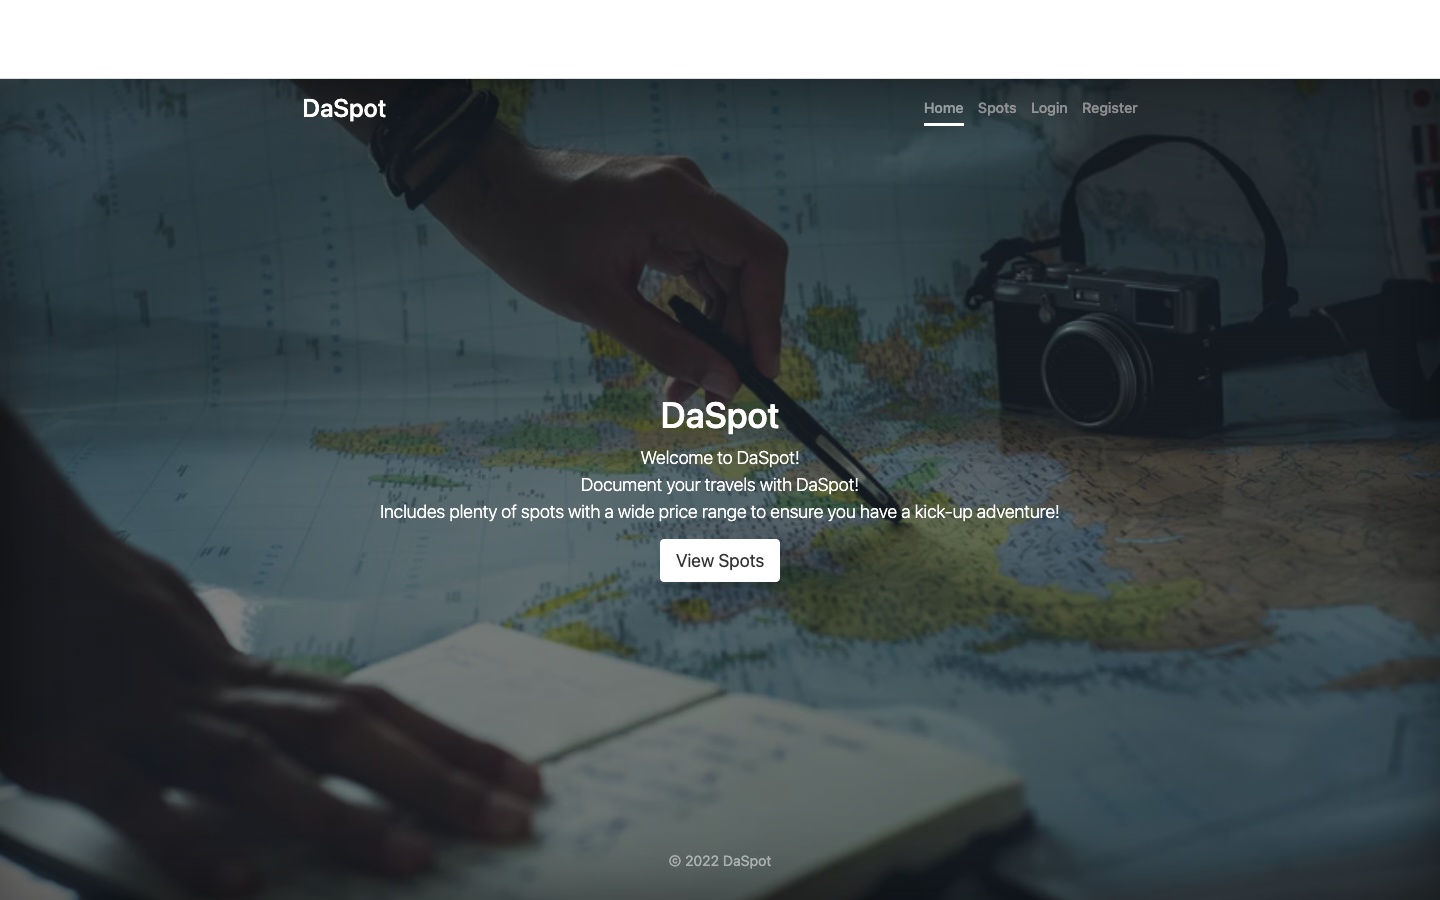 DaSpot
Home Spots Login Register
DaSpot
Welcome to DaSpot!
Document your travels with DaSpot!
Includes plenty of spots with a wide price range to ensure you have a kick-up adventure!
View Spots
© 2022 DaSpot